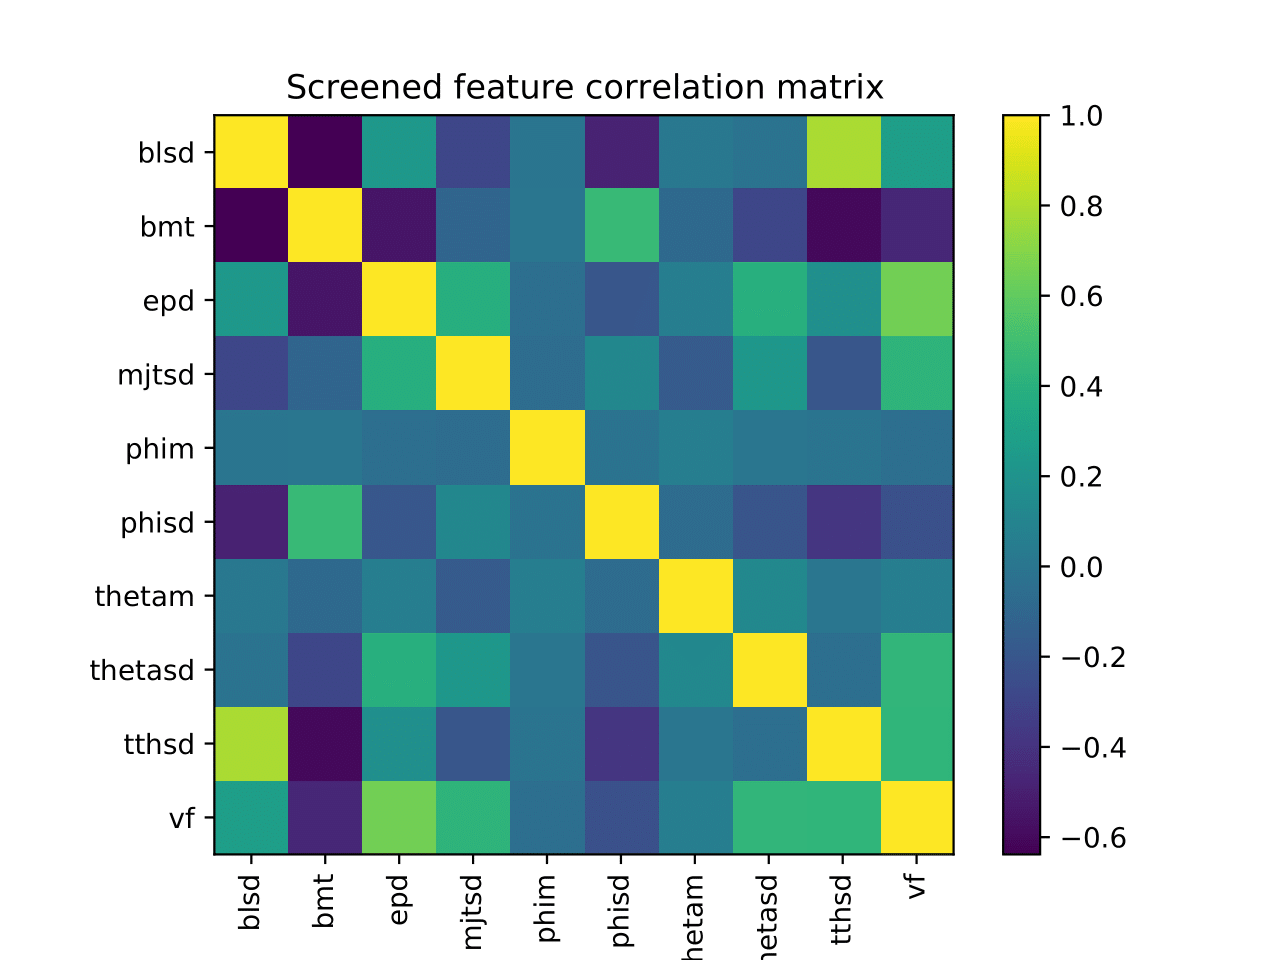 Screened feature correlation matrix
blsd
bmt
epd
mjtsd
phim
phisd
thetam
thetasd
tthsd
vf
blsd
bmt
epd
mjtsd
phim
phisd
hetam
hetasd
tthsd
vf
1.0
0.8
0.6
0.4
0.2
0.0
−0.2
−0.4
−0.6